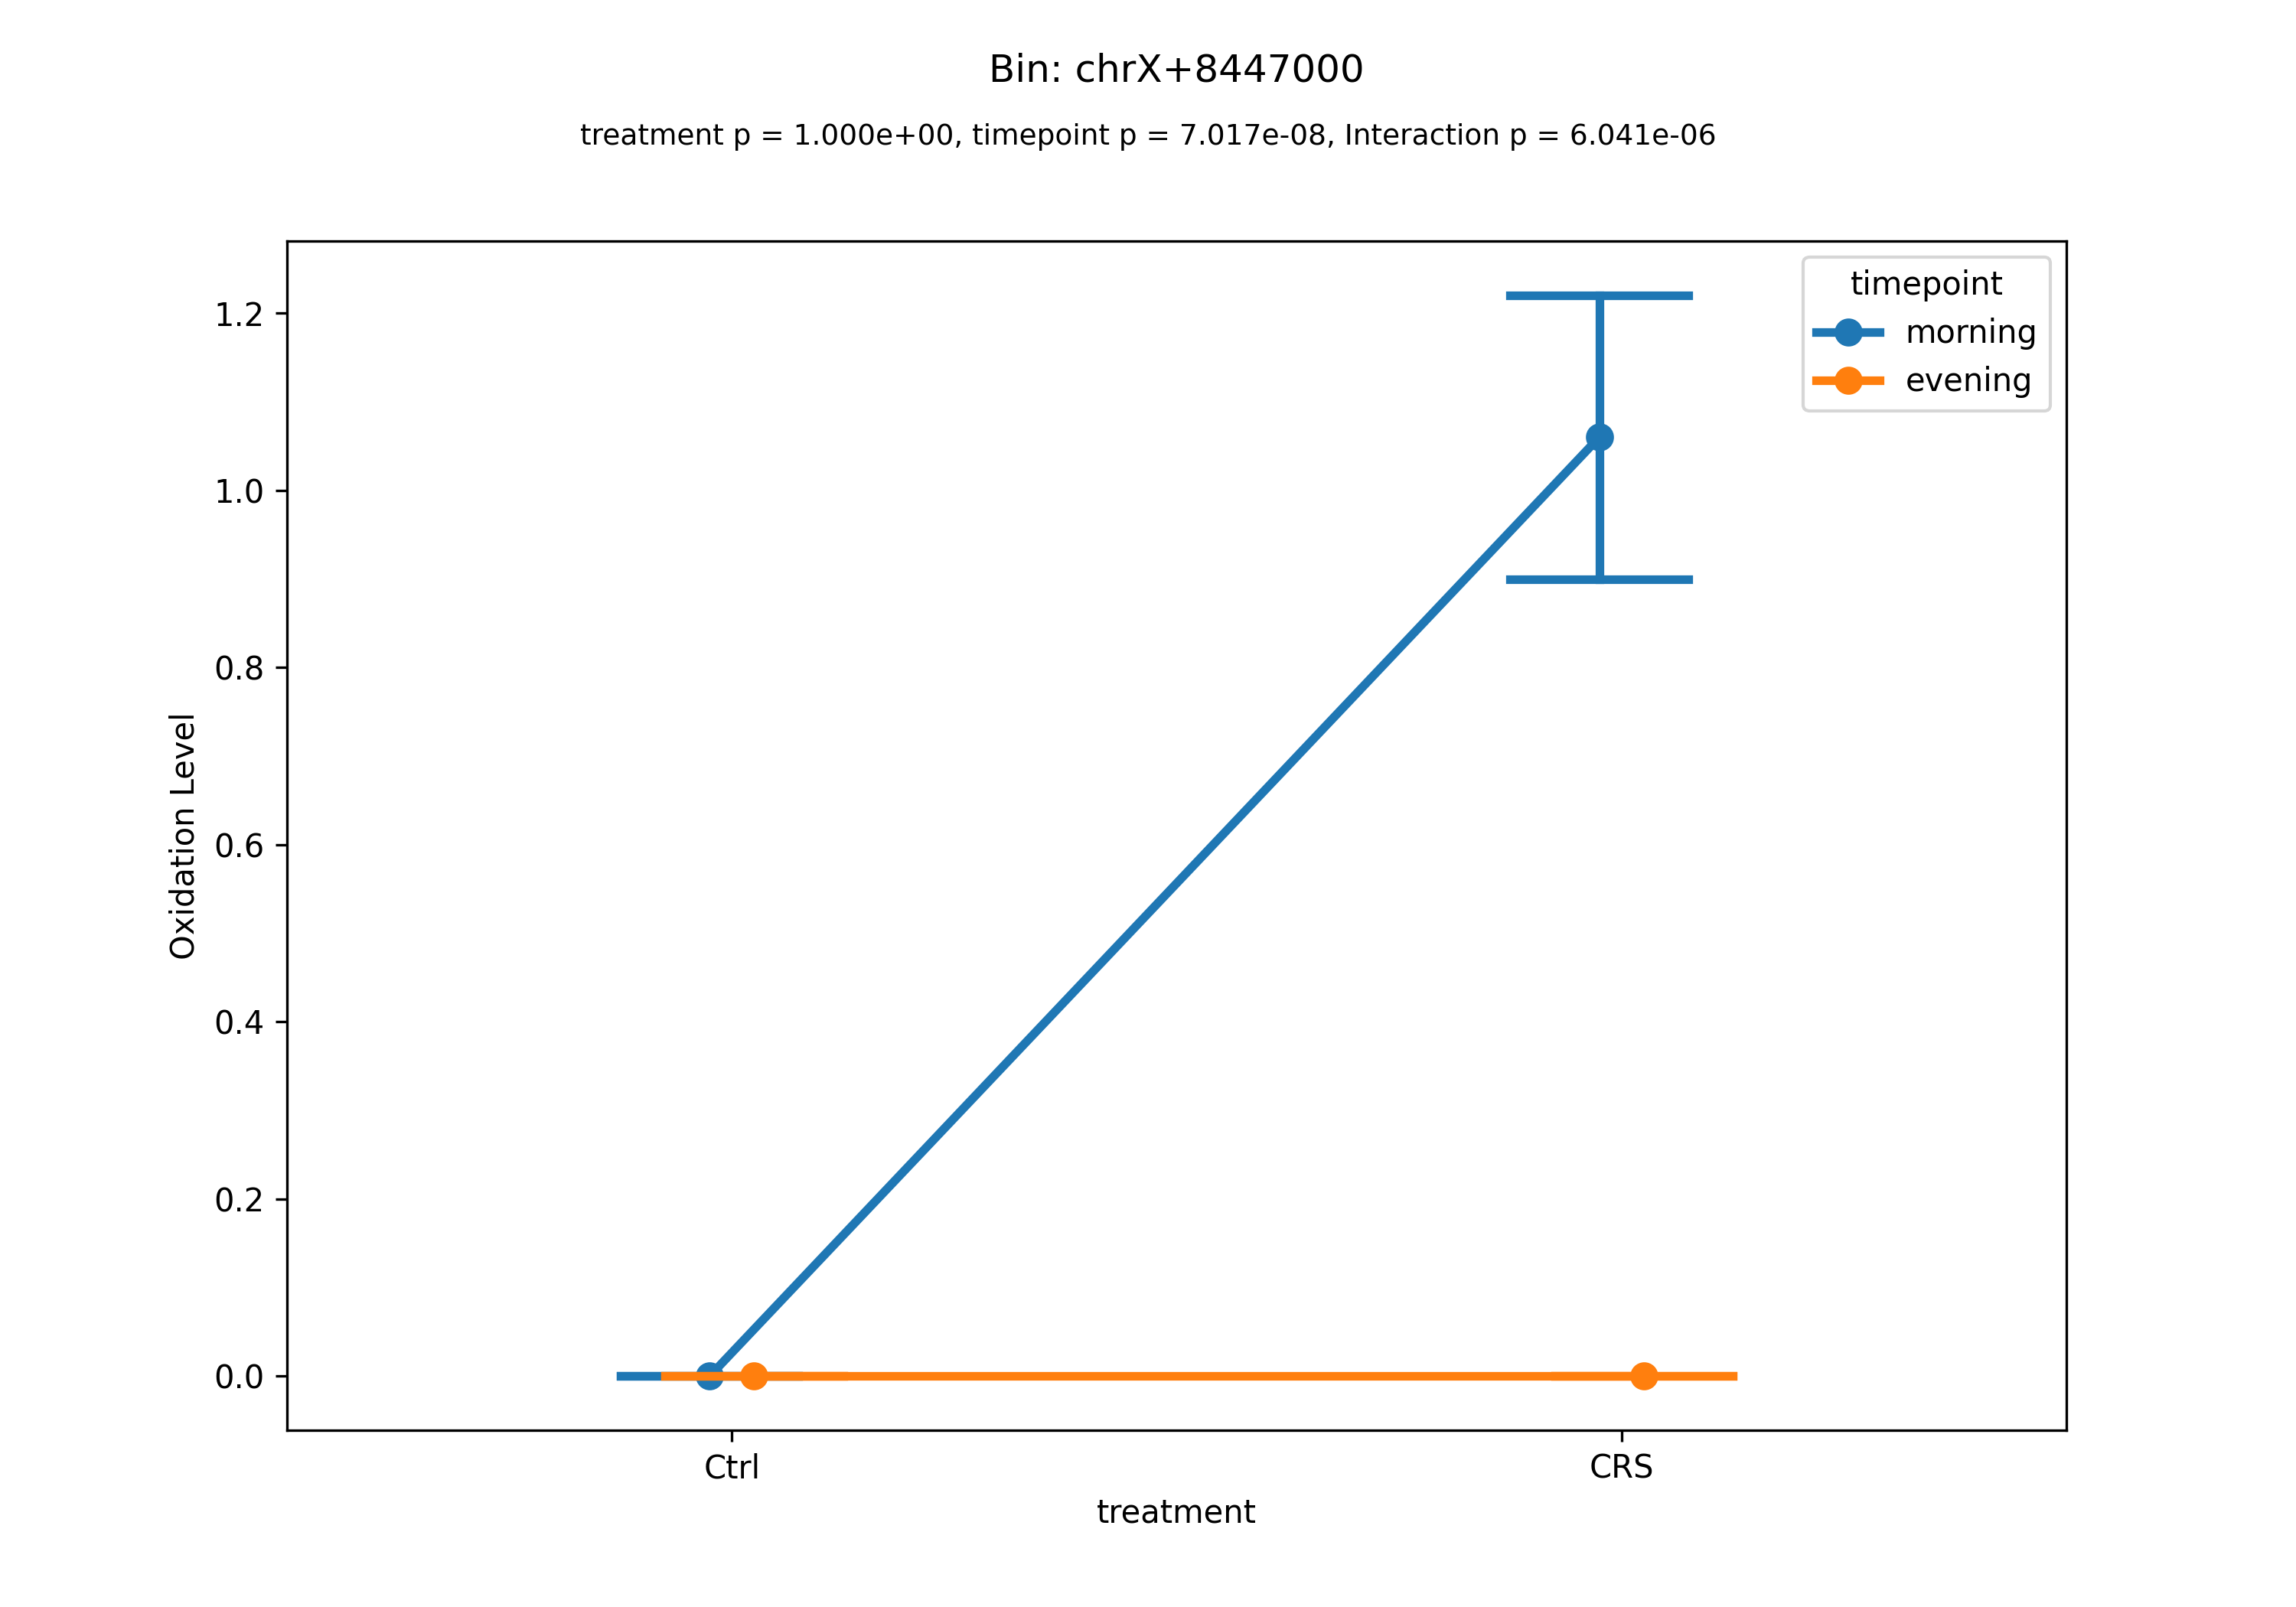 Bin: chrX+8447000
treatment p = 1.000e+00, timepoint p = 7.017e-08, Interaction p = 6.041e-06
timepoint
morning
evening
1.2
1.0
0.8
0.6
0.4
0.2
0.0
Oxidation Level
Ctrl
CRS
treatment